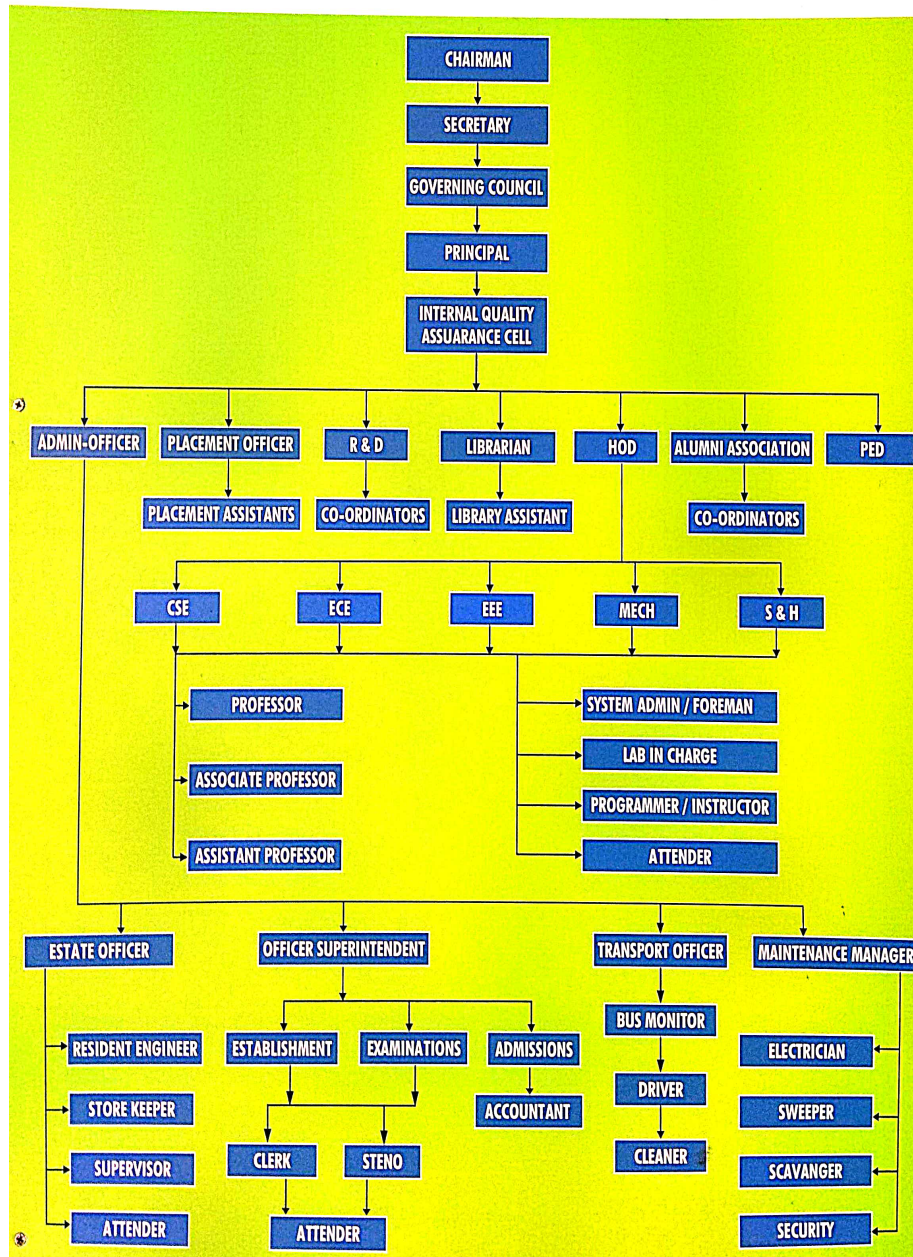 CHAIRMAN
SECRETARY
GOVERNING COUNCIL
PRINCIPAL
INTERNAL QUALITY
ASSUARANCE CELL
ADMIN-OFFICER
PLACEMENT OFFICER
R & D
LIBRARIAN
HOD
ALUMNI ASSOCIATION
PED
PLACEMENT ASSISTANTS
CO-ORDINATORS
LIBRARY ASSISTANT
CO-ORDINATORS
CSE
ECE
EEE
MECH
S & H
PROFESSOR
ASSOCIATE PROFESSOR
ASSISTANT PROFESSOR
SYSTEM ADMIN / FOREMAN
LAB IN CHARGE
PROGRAMMER / INSTRUCTOR
ATTENDER
ESTATE OFFICER
OFFICER SUPERINTENDENT
TRANSPORT OFFICER
MAINTENANCE MANAGER
RESIDENT ENGINEER
STORE KEEPER
SUPERVISOR
ATTENDER
ESTABLISHMENT
EXAMINATIONS
ADMISSIONS
ACCOUNTANT
CLERK
STENO
ATTENDER
BUS MONITOR
DRIVER
CLEANER
ELECTRICIAN
SWEEPER
SCAVANGER
SECURITY